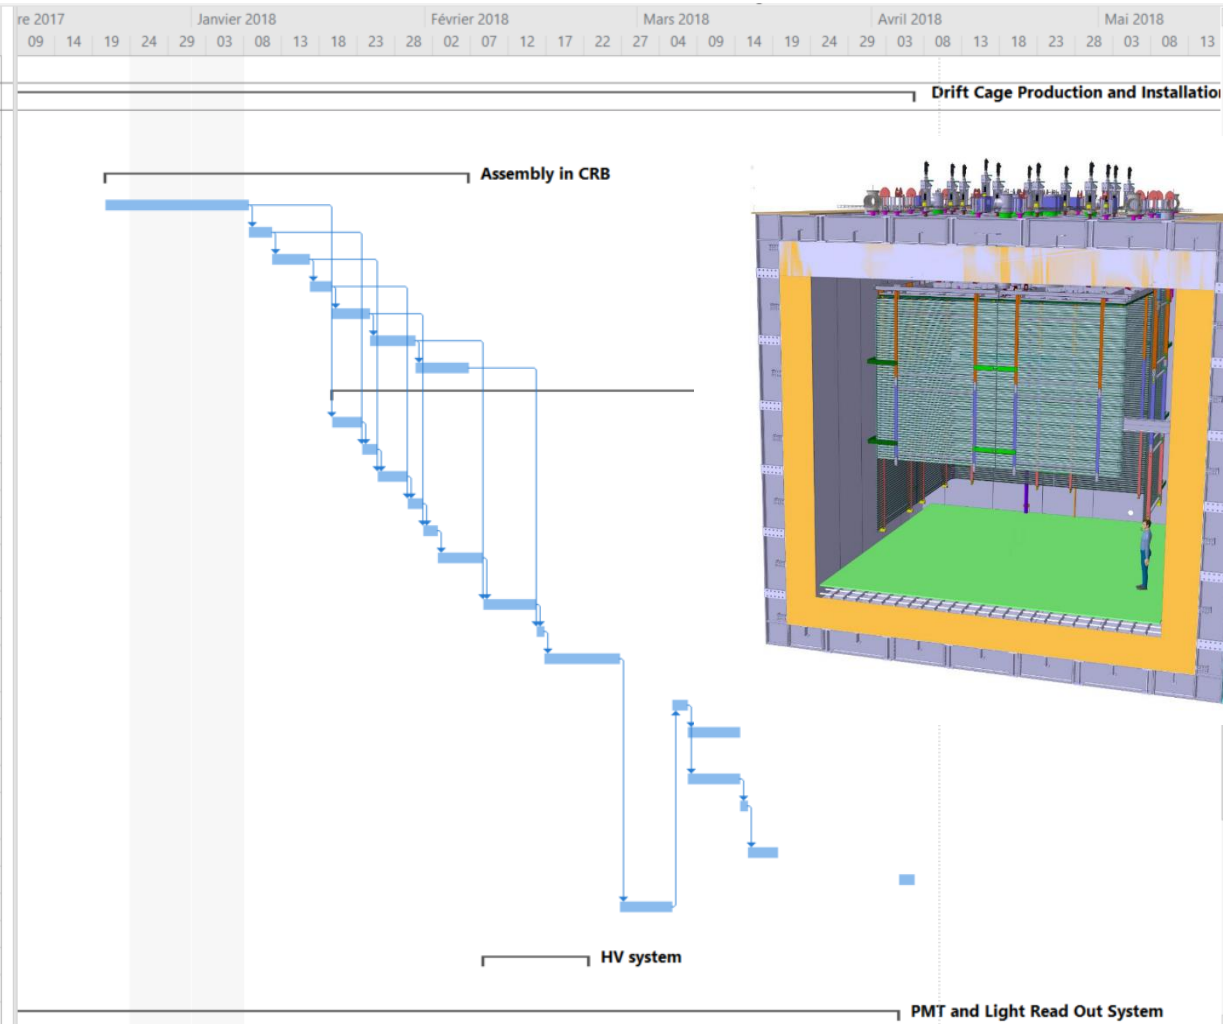 re 2017 Janvier 2018 Février 2018 Mars 2018 Avril 2018 Mai 2018
09 14 19 24 29 03 08 18 23 28 02 07 12 17 22 27 04 09 14 19 24 29 03 08 13 18 23 28 03 08 13
Drift Cage Production and Installatio
Assembly in CRB
HV system
PMT and Light Read Out System